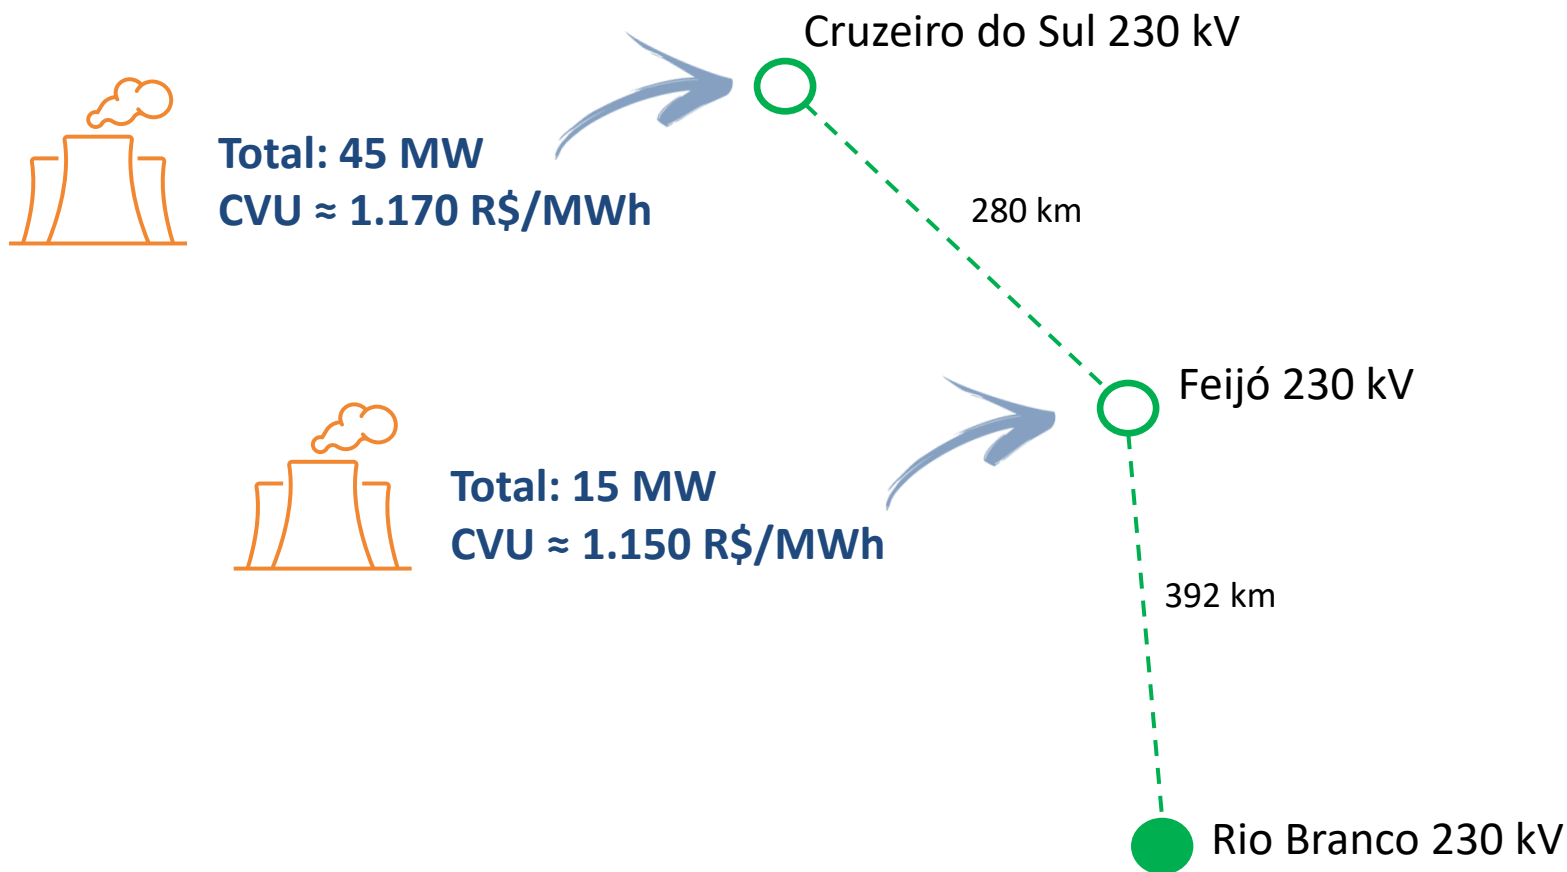 Cruzeiro do Sul 230 kV
Total: 45 MW
CVU ≈ 1.170 R$/MWh
280 km
Feijó 230 kV
Total: 15 MW
CVU ≈ 1.150 R$/MWh
392 km
Rio Branco 230 kV